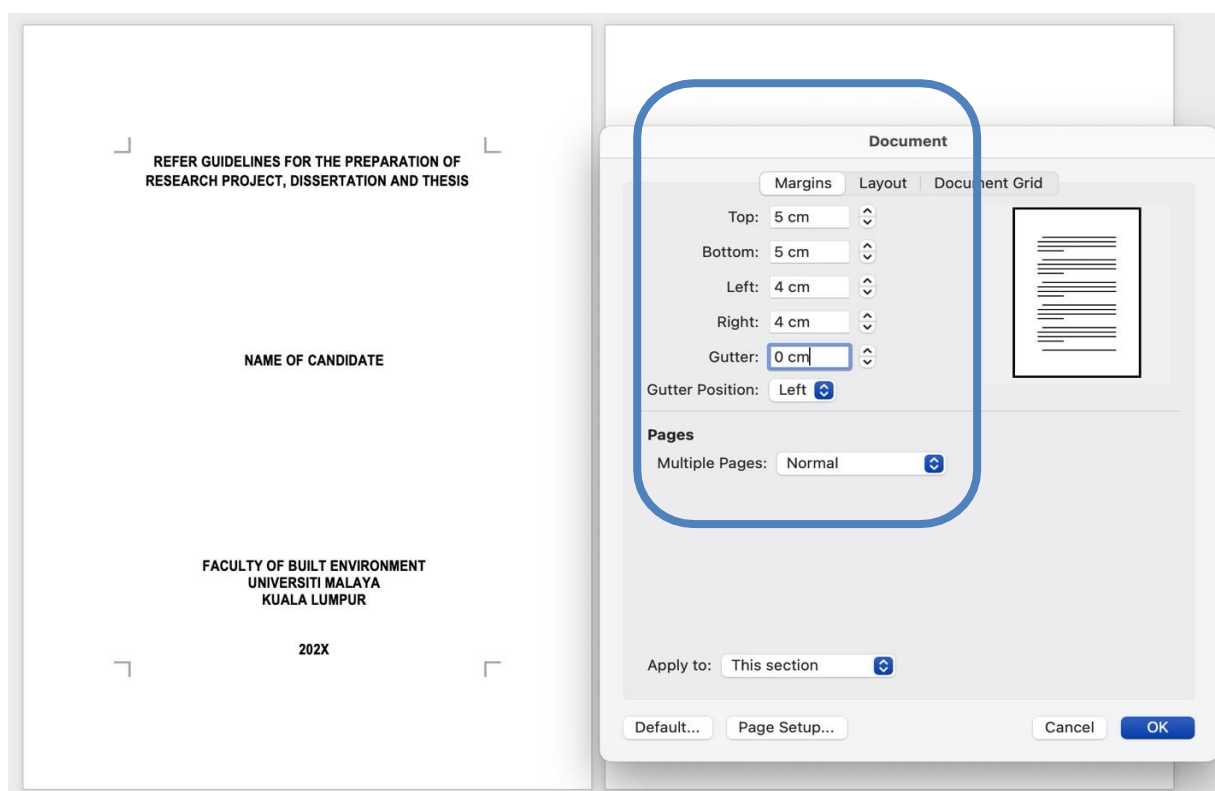 REFER GUIDELINES FOR THE PREPARATION OF
RESEARCH PROJECT, DISSERTATION AND THESIS
NAME OF CANDIDATE
FACULTY OF BUILT ENVIRONMENT
UNIVERSITI MALAYA
KUALA LUMPUR
202X
Document
Margins Layout Document Grid
Top: 5 cm
Bottom: 5 cm
Left: 4 cm
Right: 4 cm
Gutter: 0 cm
Gutter Position: Left
Pages
Multiple Pages: Normal
Apply to: This section
Default... Page Setup... Cancel OK